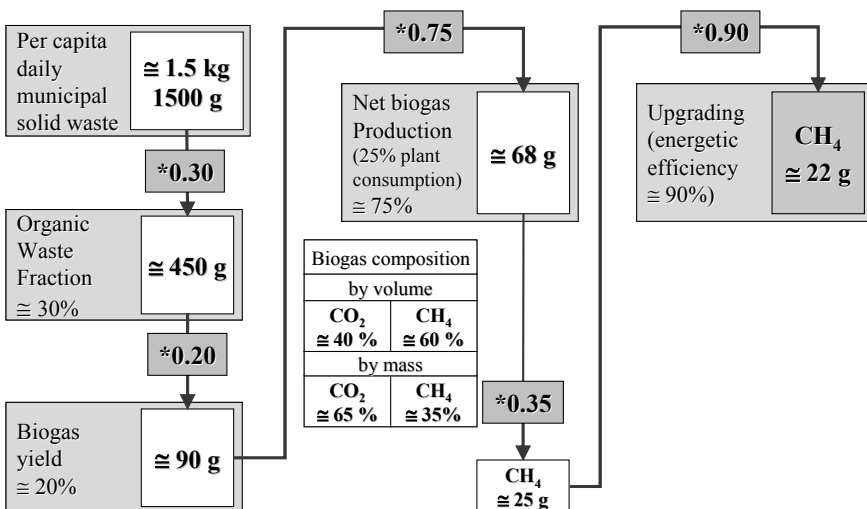 Per capita
daily
municipal
solid waste
≅ 1.5 kg
1500 g
*0.30
Organic
Waste
Fraction
≅ 30%
≅ 450 g
*0.20
Biogas
yield
≅ 20%
≅ 90 g
*0.75
Net biogas
Production
(25% plant
consumption)
≅ 75%
≅ 68 g
Biogas composition
by volume
CO₂ CH₄
≅ 40 % ≅ 60 %
by mass
CO₂ CH₄
≅ 65 % ≅ 35%
*0.35
CH₄
≅ 25 g
*0.90
Upgrading
(energetic
efficiency
≅ 90%)
CH₄
≅ 22 g